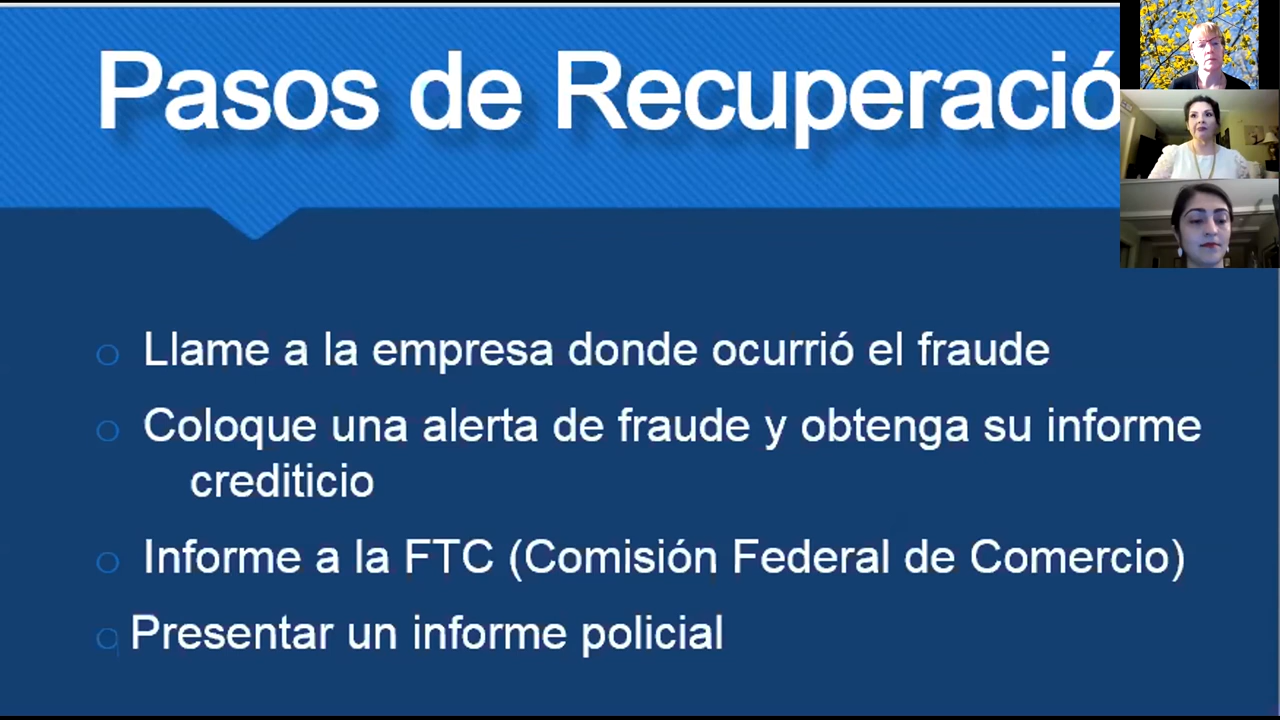 Pasos de Recuperació
Llame a la empresa donde ocurrió el fraude
Coloque una alerta de fraude y obtenga su informe
crediticio
Informe a la FTC (Comisión Federal de Comercio)
Presentar un informe policial